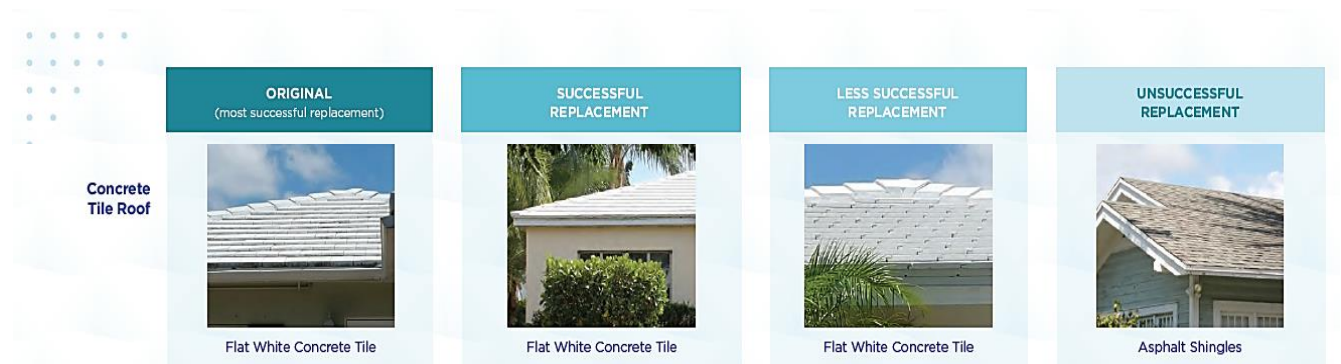 ORIGINAL
(most successful replacement)
SUCCESSFUL
REPLACEMENT
LESS SUCCESSFUL
REPLACEMENT
UNSUCCESSFUL
REPLACEMENT
Concrete
Tile Roof
Flat White Concrete Tile
Flat White Concrete Tile
Flat White Concrete Tile
Asphalt Shingles